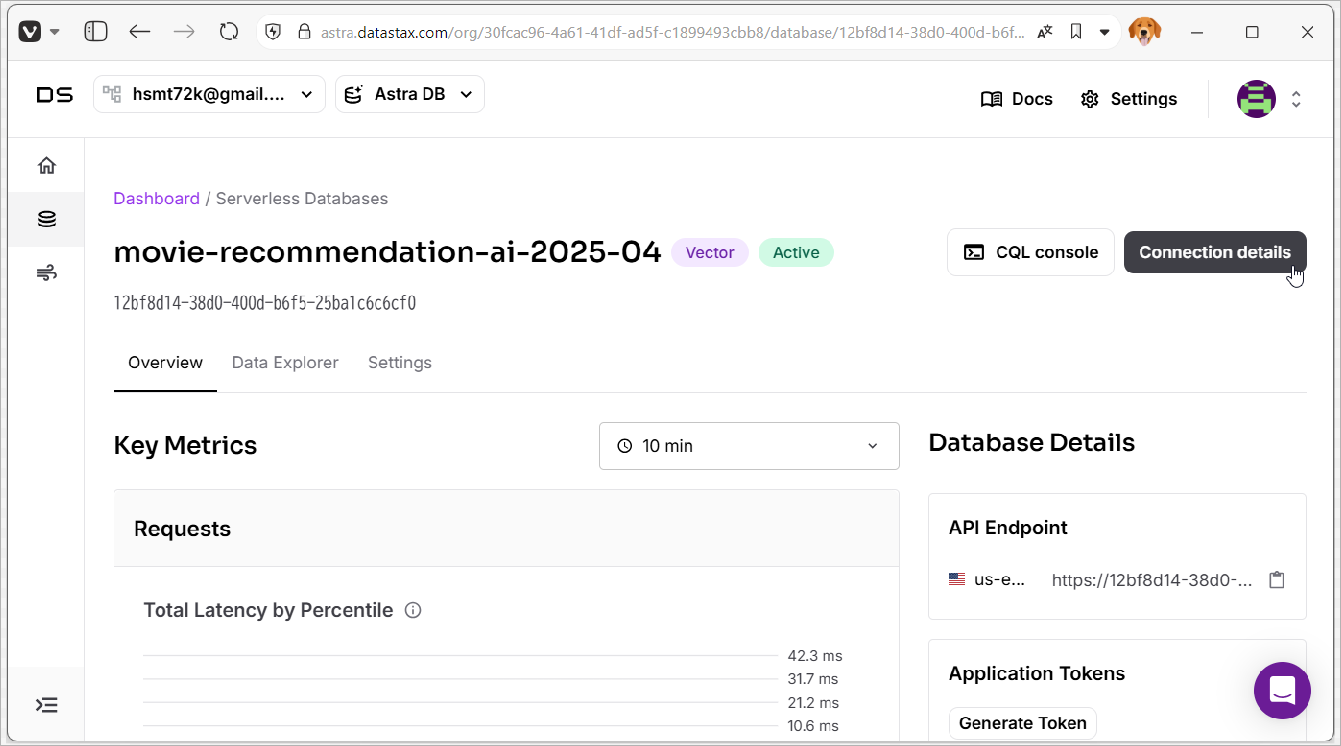 astra.datastax.com/org/30fcac96-4a61-41df-ad5f-c1899493cbb8/database/12bf8d14-38d0-400d-b6f...
DS hsmt72k@gmail.... Astra DB Docs Settings
Dashboard / Serverless Databases
movie-recommendation-ai-2025-04 Vector Active CQL console Connection details
12bf8d14-38d0-400d-b6f5-25ba1c6c6cf0
Overview Data Explorer Settings
Key Metrics 10 min Database Details
Requests API Endpoint
us-e... https://12bf8d14-38d0-...
Total Latency by Percentile
42.3 ms
31.7 ms Application Tokens
21.2 ms
10.6 ms Generate Token